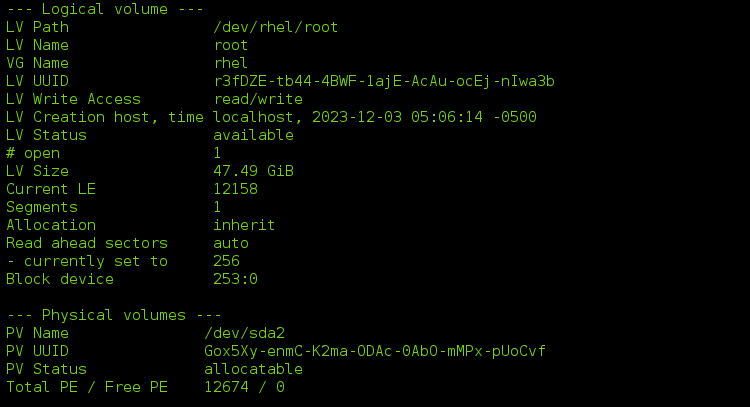 --- Logical volume ---
LV Path                /dev/rhel/root
LV Name                root
VG Name                rhel
LV UUID                r3fDZE-tb44-4BWF-1ajE-AcAu-ocEj-nIwa3b
LV Write Access        read/write
LV Creation host, time localhost, 2023-12-03 05:06:14 -0500
LV Status              available
# open                 1
LV Size                47.49 GiB
Current LE             12158
Segments               1
Allocation             inherit
Read ahead sectors     auto
- currently set to     256
Block device           253:0

--- Physical volumes ---
PV Name               /dev/sda2
PV UUID               Gox5Xy-enmC-K2ma-ODAc-0AbO-mMPx-pUoCvf
PV Status             allocatable
Total PE / Free PE    12674 / 0